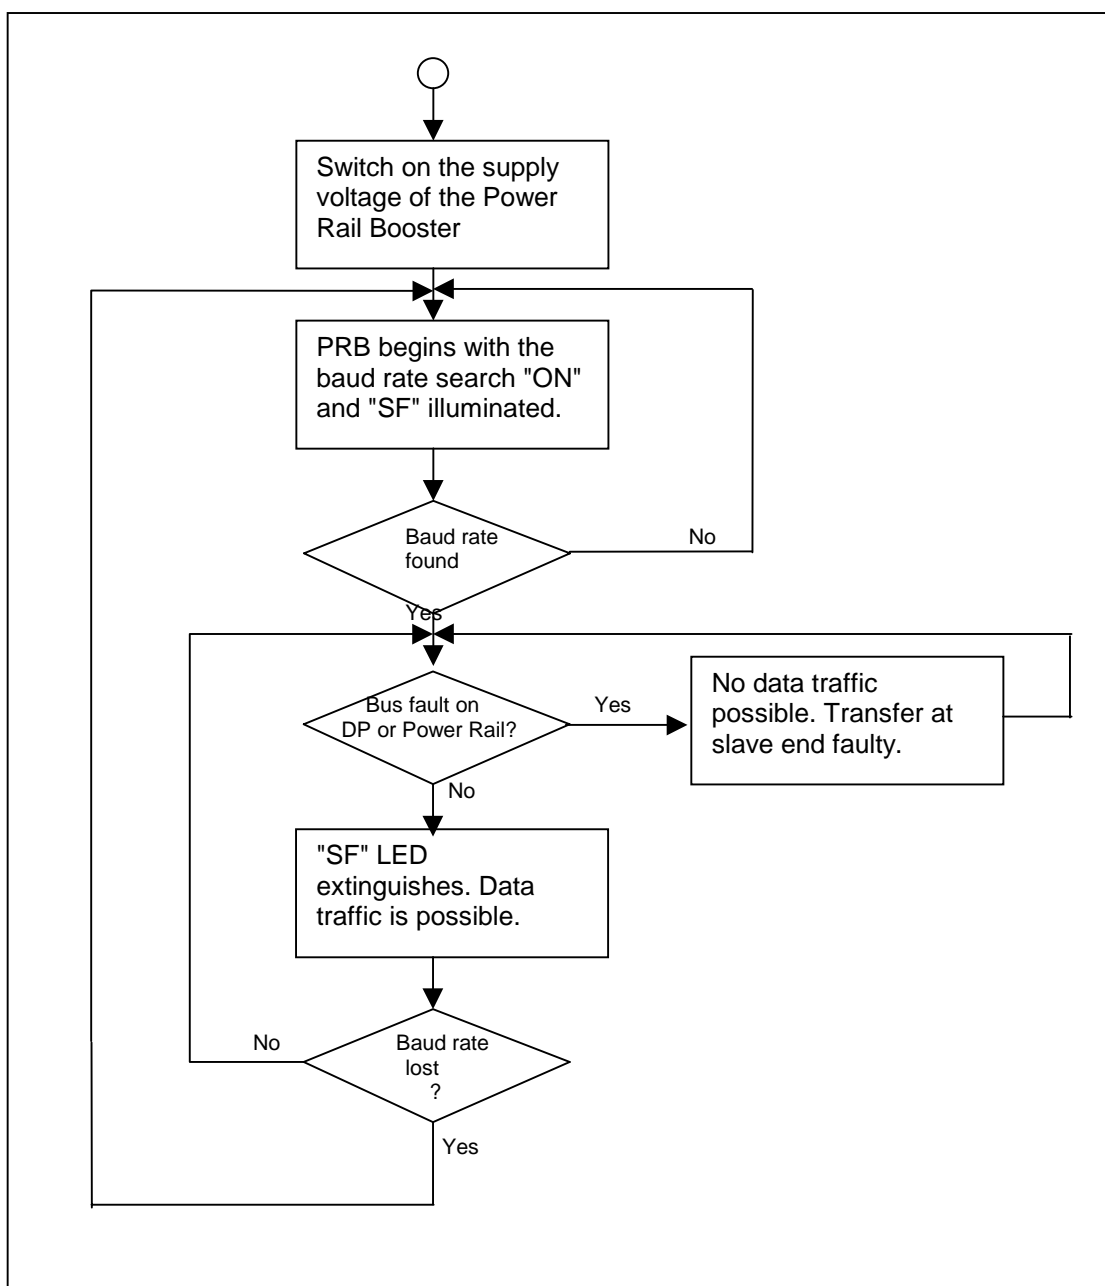 Switch on the supply
voltage of the Power
Rail Booster
PRB begins with the
baud rate search "ON"
and "SF" illuminated.
Baud rate
found
No
Yes
Bus fault on
DP or Power Rail?
Yes
No data traffic
possible. Transfer at
slave end faulty.
No
"SF" LED
extinguishes. Data
traffic is possible.
No
Baud rate
lost
?
Yes